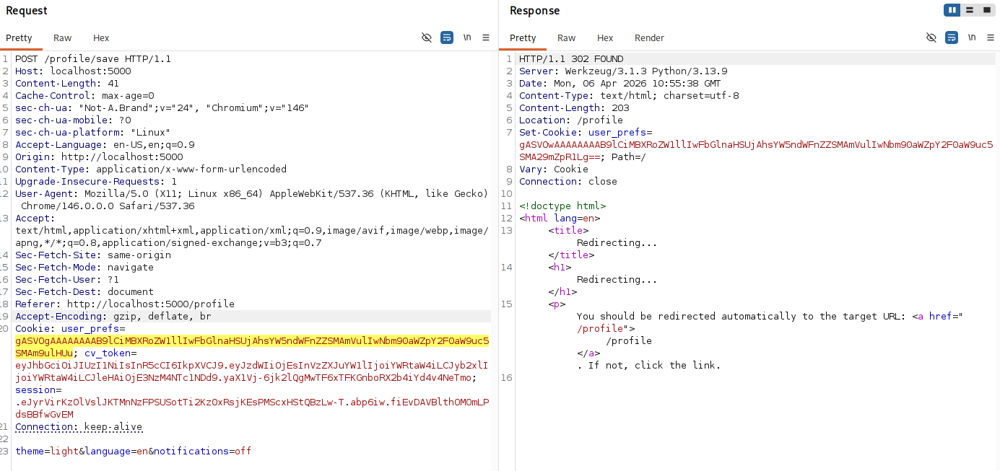 Request
Pretty Raw Hex
\n
1 POST /profile/save HTTP/1.1
2 Host: localhost:5000
3 Content-Length: 41
4 Cache-Control: max-age=0
5 sec-ch-ua: "Not-A.Brand";v="24", "Chromium";v="146"
6 sec-ch-ua-mobile: ?0
7 sec-ch-ua-platform: "Linux"
8 Accept-Language: en-US,en;q=0.9
9 Origin: http://localhost:5000
10 Content-Type: application/x-www-form-urlencoded
11 Upgrade-Insecure-Requests: 1
12 User-Agent: Mozilla/5.0 (X11; Linux x86_64) AppleWebKit/537.36 (KHTML, like Gecko)
Chrome/146.0.0.0 Safari/537.36
13 Accept:
text/html,application/xhtml+xml,application/xml;q=0.9,image/avif,image/webp,image/
apng,*/*;q=0.8,application/signed-exchange;v=b3;q=0.7
14 Sec-Fetch-Site: same-origin
15 Sec-Fetch-Mode: navigate
16 Sec-Fetch-User: ?1
17 Sec-Fetch-Dest: document
18 Referer: http://localhost:5000/profile
19 Accept-Encoding: gzip, deflate, br
20 Cookie: user_prefs=
gASVOgAAAAAAAAB9lCiMBXRoZW1llIwFbGlnaHSUjAhsYW5ndWFnZZSMAmVulIwNbm90aWZpY2F0aW9uc5
SMAm9ulHUu; cv_token=
eyJhbGciOiJIUzI1NiIsInR5cCI6IkpXVCJ9.eyJzdWIiOjEsInVzZXJuYW1lIjoiYWRtaW4iLCJyb2xlI
joiYWRtaW4iLCJleHAiOjE3NzM4NTc1NDd9.yaX1Vj-6jk2lQgMwTF6xTFKGnboRX2b4iYd4v4NeTmo;
session=
.eJyrVirKz0lVslJKTMnNzFPSUSotTi2Kz0xRsjKEsPMScxHStQBzLw-T.abp6iw.fiEvDAVBlthOMOmLP
dsBBfwGvEM
21 Connection: keep-alive
22
23 theme=light&language=en&notifications=off
Response
Pretty Raw Hex Render
\n
1 HTTP/1.1 302 FOUND
2 Server: Werkzeug/3.1.3 Python/3.13.9
3 Date: Mon, 06 Apr 2026 10:55:38 GMT
4 Content-Type: text/html; charset=utf-8
5 Content-Length: 203
6 Location: /profile
7 Set-Cookie: user_prefs=
gASVOwAAAAAAAAB9lCiMBXRoZW1llIwFbGlnaHSUjAhsYW5ndWFnZZSMAmVulIwNbm90aWZpY2F0aW9uc5
SMA29mZpR1Lg==; Path=/
8 Vary: Cookie
9 Connection: close
10
11 <!doctype html>
12 <html lang=en>
13 <title>
Redirecting...
</title>
14 <h1>
Redirecting...
</h1>
15 <p>
You should be redirected automatically to the target URL: <a href="
/profile">
/profile
</a>
. If not, click the link.
16